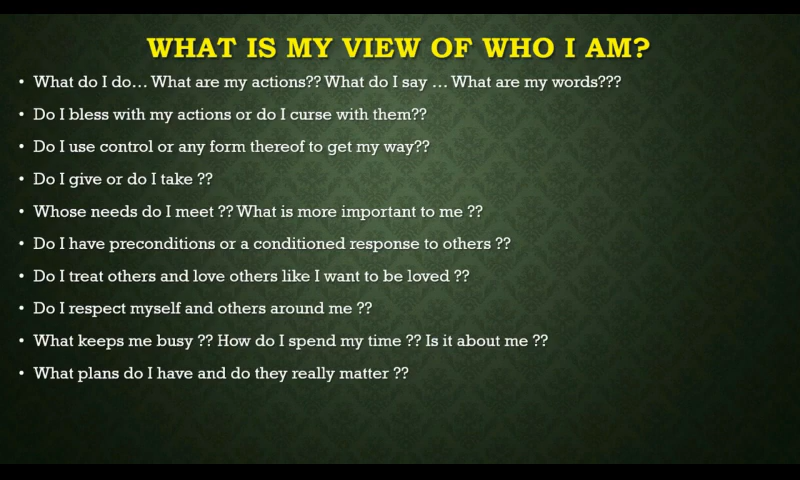 WHAT IS MY VIEW OF WHO I AM?
• What do I do... What are my actions?? What do I say ... What are my words???
• Do I bless with my actions or do I curse with them??
• Do I use control or any form thereof to get my way??
• Do I give or do I take ??
• Whose needs do I meet ?? What is more important to me ??
• Do I have preconditions or a conditioned response to others ??
• Do I treat others and love others like I want to be loved ??
• Do I respect myself and others around me ??
• What keeps me busy ?? How do I spend my time ?? Is it about me ??
• What plans do I have and do they really matter ??